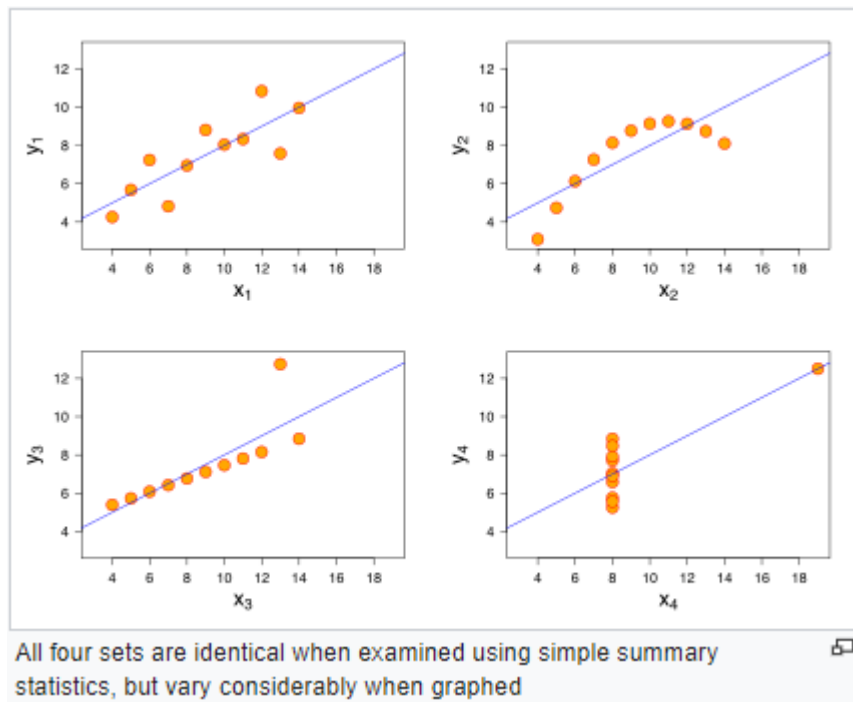 12
10
8
6
4
y1
4 6 8 10 12 14 16 18
x1
12
10
8
6
4
y2
4 6 8 10 12 14 16 18
x2
12
10
8
6
4
y3
4 6 8 10 12 14 16 18
x3
12
10
8
6
4
y4
4 6 8 10 12 14 16 18
x4
All four sets are identical when examined using simple summary
statistics, but vary considerably when graphed